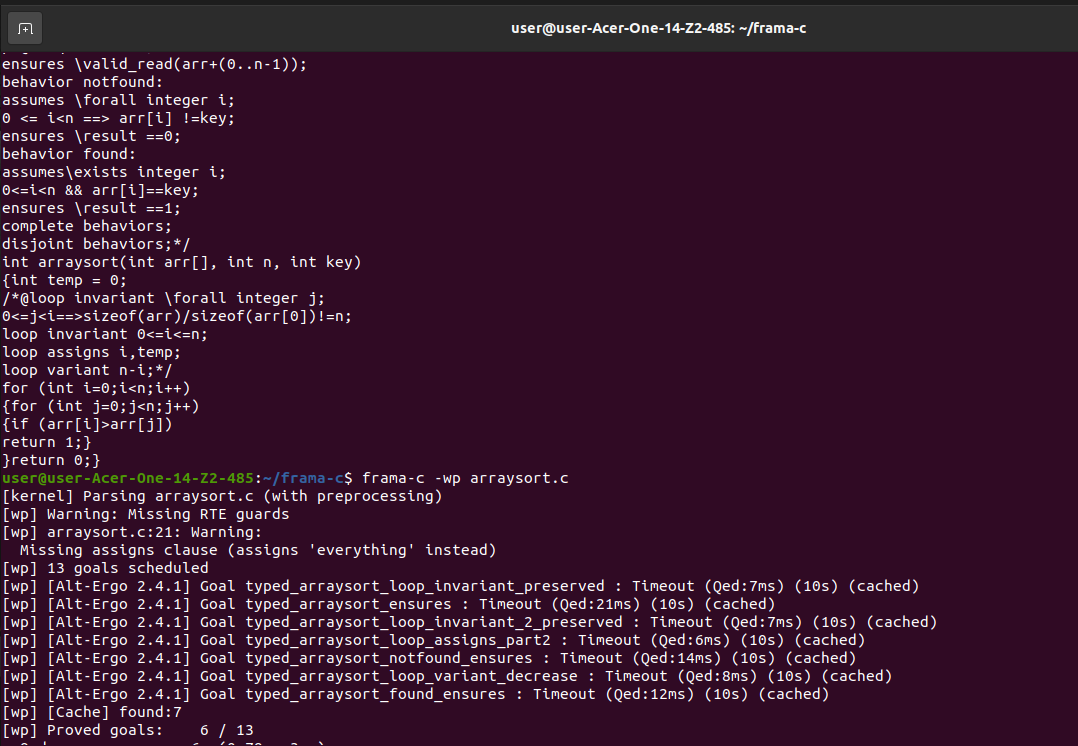 user@user-Acer-One-14-Z2-485: ~/frama-c
ensures \valid_read(arr+(0..n-1));
behavior notfound:
assumes \forall integer i;
0 <= i<n ==> arr[i] !=key;
ensures \result ==0;
behavior found:
assumes\exists integer i;
0<=i<n && arr[i]==key;
ensures \result ==1;
complete behaviors;
disjoint behaviors;*/
int arraysort(int arr[], int n, int key)
{int temp = 0;
/*@loop invariant \forall integer j;
0<=j<i==>sizeof(arr)/sizeof(arr[0])!=n;
loop invariant 0<=i<=n;
loop assigns i,temp;
loop variant n-i;*/
for (int i=0;i<n;i++)
{for (int j=0;j<n;j++)
{if (arr[i]>arr[j])
return 1;}
}return 0;}
user@user-Acer-One-14-Z2-485:~/frama-c$ frama-c -wp arraysort.c
[kernel] Parsing arraysort.c (with preprocessing)
[wp] Warning: Missing RTE guards
[wp] arraysort.c:21: Warning:
  Missing assigns clause (assigns 'everything' instead)
[wp] 13 goals scheduled
[wp] [Alt-Ergo 2.4.1] Goal typed_arraysort_loop_invariant_preserved : Timeout (Qed:7ms) (10s) (cached)
[wp] [Alt-Ergo 2.4.1] Goal typed_arraysort_ensures : Timeout (Qed:21ms) (10s) (cached)
[wp] [Alt-Ergo 2.4.1] Goal typed_arraysort_loop_invariant_2_preserved : Timeout (Qed:7ms) (10s) (cached)
[wp] [Alt-Ergo 2.4.1] Goal typed_arraysort_loop_assigns_part2 : Timeout (Qed:6ms) (10s) (cached)
[wp] [Alt-Ergo 2.4.1] Goal typed_arraysort_notfound_ensures : Timeout (Qed:14ms) (10s) (cached)
[wp] [Alt-Ergo 2.4.1] Goal typed_arraysort_loop_variant_decrease : Timeout (Qed:8ms) (10s) (cached)
[wp] [Alt-Ergo 2.4.1] Goal typed_arraysort_found_ensures : Timeout (Qed:12ms) (10s) (cached)
[wp] [Cache] found:7
[wp] Proved goals:    6 / 13